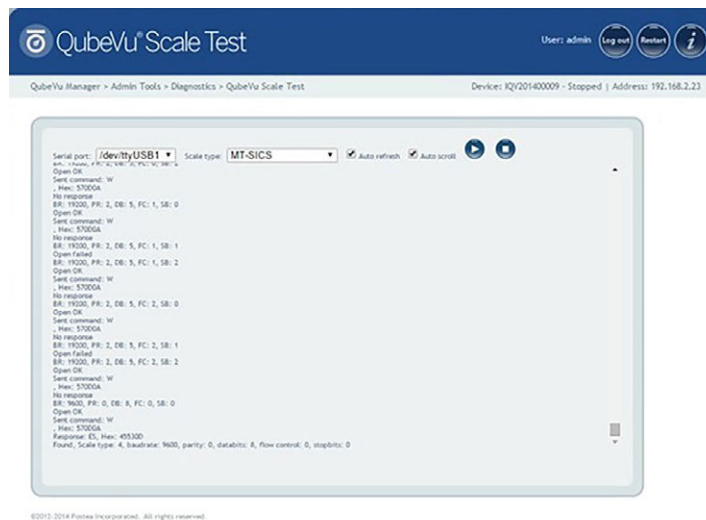 QubeVu® Scale Test
User: admin
Log out
Restart
i
QubeVu Manager > Admin Tools > Diagnostics > QubeVu Scale Test
Device: IQV201400009 - Stopped | Address: 192.168.2.23
Serial port: /dev/ttyUSB1 Scale type: MT-SICS Auto refresh Auto scroll
Open OK
Sent command: W
, Hex: 570D0A
No response
BR: 19200, PR: 2, DB: 5, FC: 1, SB: 0
Open OK
Sent command: W
, Hex: 570D0A
No response
BR: 19200, PR: 2, DB: 5, FC: 1, SB: 1
Open failed
BR: 19200, PR: 2, DB: 5, FC: 1, SB: 2
Open OK
Sent command: W
, Hex: 570D0A
No response
BR: 19200, PR: 2, DB: 5, FC: 2, SB: 0
Open OK
Sent command: W
, Hex: 570D0A
No response
BR: 19200, PR: 2, DB: 5, FC: 2, SB: 1
Open failed
BR: 19200, PR: 2, DB: 5, FC: 2, SB: 2
Open OK
Sent command: W
, Hex: 570D0A
No response
BR: 9600, PR: 0, DB: 8, FC: 0, SB: 0
Open OK
Sent command: W
, Hex: 570D0A
Response: ES, Hex: 45530D
Found, Scale type: 4, baudrate: 9600, parity: 0, databits: 8, flow control: 0, stopbits: 0
©2012-2014 Postea Incorporated. All rights reserved